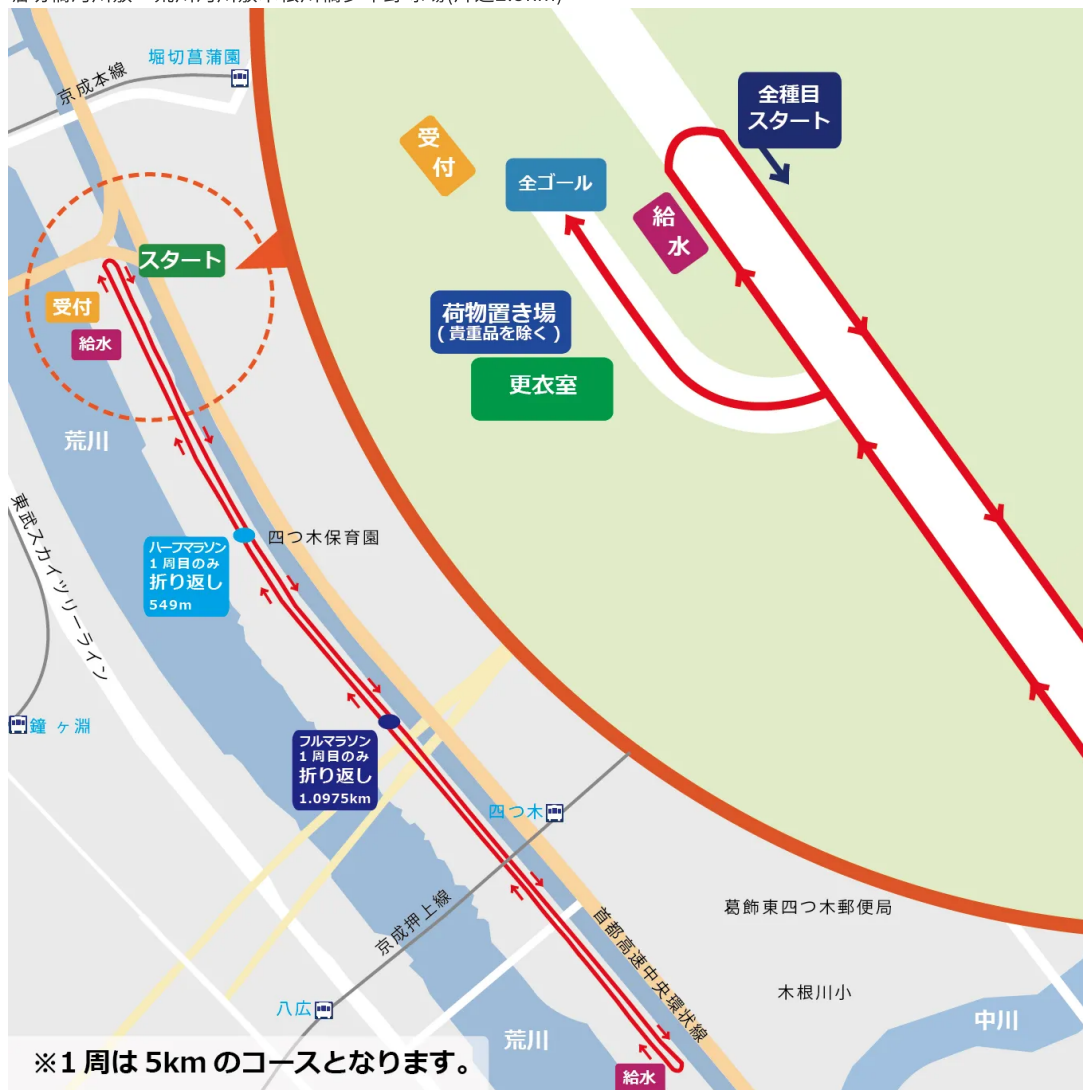 堀切菖蒲園
京成本線
全種目
スタート
受
付
全ゴール
給
水
スタート
受付
給水
荷物置き場
(貴重品を除く)
更衣室
荒川
東武スカイツリーライン
四つ木保育園
ハーフマラソン
1周目のみ
折り返し
549m
鐘ヶ淵
フルマラソン
1周目のみ
折り返し
1.0975km
四つ木
京成押上線
首都高速中央環状線
葛飾東四つ木郵便局
木根川小
八広
中川
荒川
※1周は5kmのコースとなります。
給水